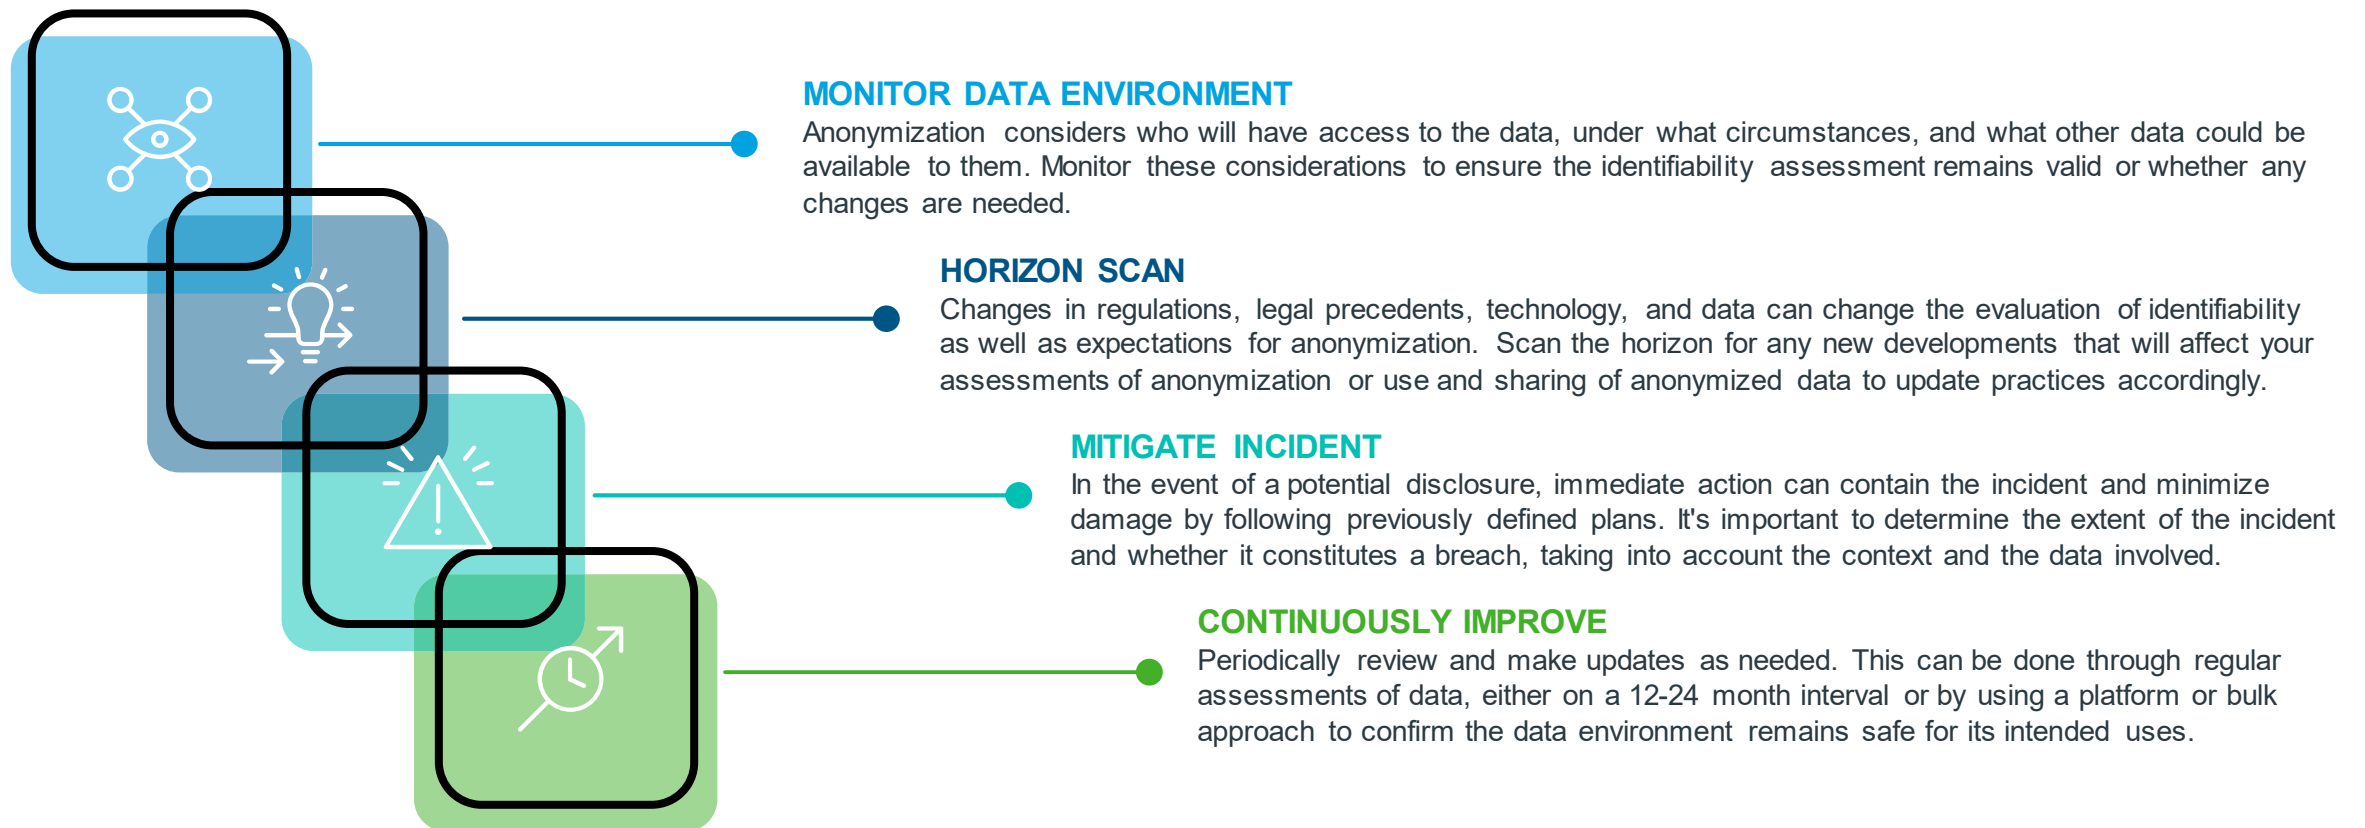 MONITOR DATA ENVIRONMENT
Anonymization considers who will have access to the data, under what circumstances, and what other data could be
available to them. Monitor these considerations to ensure the identifiability assessment remains valid or whether any
changes are needed.
HORIZON SCAN
Changes in regulations, legal precedents, technology, and data can change the evaluation of identifiability
as well as expectations for anonymization. Scan the horizon for any new developments that will affect your
assessments of anonymization or use and sharing of anonymized data to update practices accordingly.
MITIGATE INCIDENT
In the event of a potential disclosure, immediate action can contain the incident and minimize
damage by following previously defined plans. It's important to determine the extent of the incident
and whether it constitutes a breach, taking into account the context and the data involved.
CONTINUOUSLY IMPROVE
Periodically review and make updates as needed. This can be done through regular
assessments of data, either on a 12-24 month interval or by using a platform or bulk
approach to confirm the data environment remains safe for its intended uses.